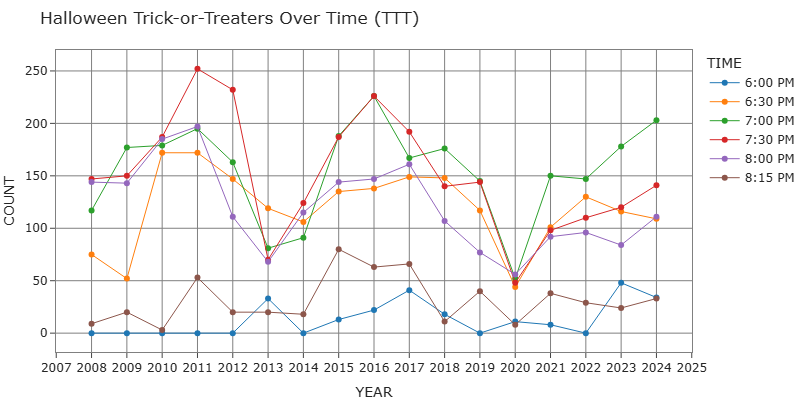 Halloween Trick-or-Treaters Over Time (TTT)
TIME
6:00 PM
6:30 PM
7:00 PM
7:30 PM
8:00 PM
8:15 PM
250
200
150
100
50
0
COUNT
2007 2008 2009 2010 2011 2012 2013 2014 2015 2016 2017 2018 2019 2020 2021 2022 2023 2024 2025
YEAR